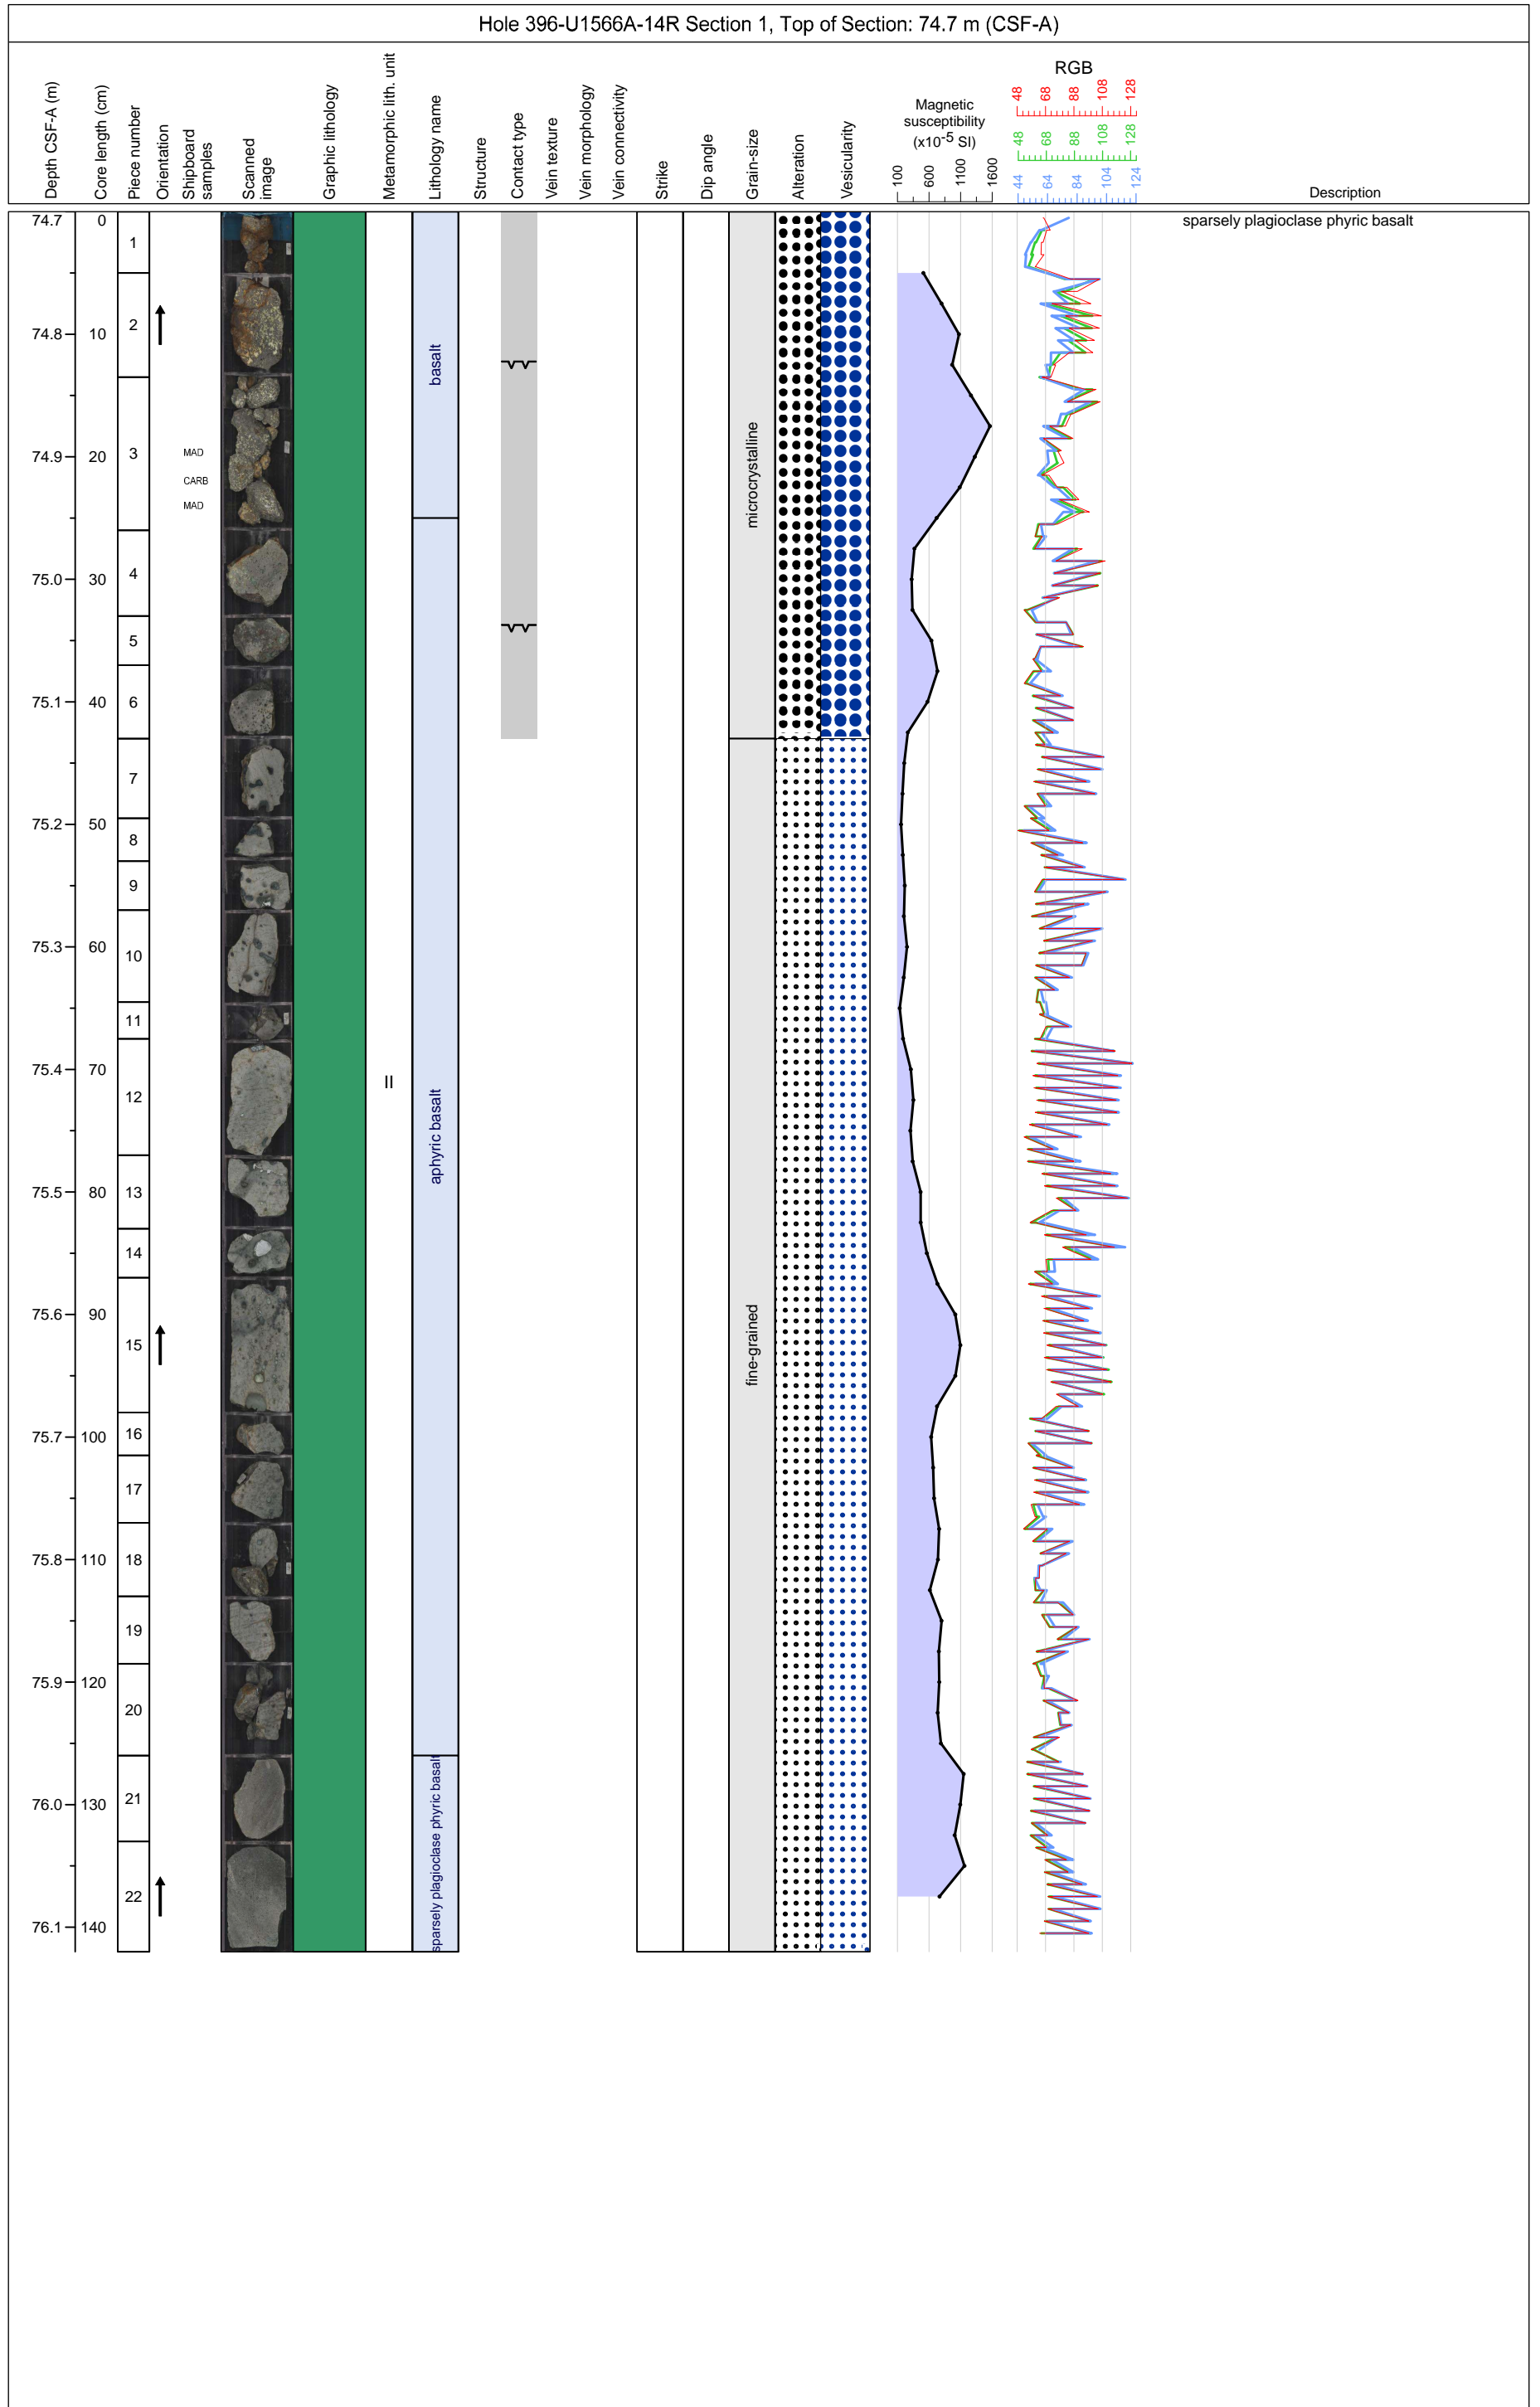 Hole 396-U1566A-14R Section 1, Top of Section: 74.7 m (CSF-A)
Depth CSF-A (m)
Core length (cm)
Piece number
Orientation
Shipboard
samples
Scanned
image
Graphic lithology
Metamorphic lith. unit
Lithology name
Structure
Contact type
Vein texture
Vein morphology
Vein connectivity
Strike
Dip angle
Grain-size
Alteration
Vesicularity
Magnetic
susceptibility
(x10-5 SI)
100 600 1100 1600
RGB
48 68 88 108 128
48 68 88 108 128
44 64 84 104 124
Description
74.7 0
sparsely plagioclase phyric basalt
1
2
74.8 10
basalt
3
MAD
74.9 20
CARB
MAD
microcrystalline
4
75.0 30
5
6
75.1 40
7
75.2 50
8
9
75.3 60
10
11
75.4 70
II
12
aphyric basalt
75.5 80
13
14
75.6 90
15
fine-grained
75.7 100
16
17
75.8 110
18
19
75.9 120
20
76.0 130
21
sparsely plagioclase phyric basalt
22
76.1 140